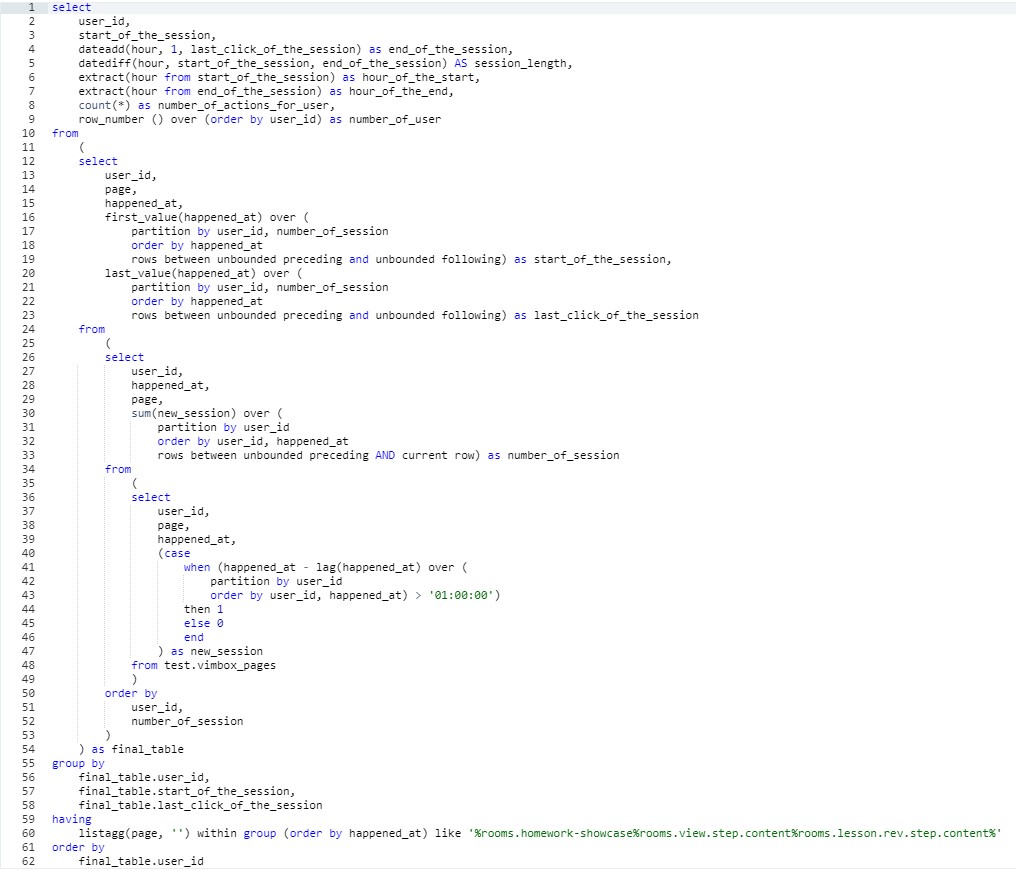 1 select
2 user_id,
3 start_of_the_session,
4 dateadd(hour, 1, last_click_of_the_session) as end_of_the_session,
5 datediff(hour, start_of_the_session, end_of_the_session) AS session_length,
6 extract(hour from start_of_the_session) as hour_of_the_start,
7 extract(hour from end_of_the_session) as hour_of_the_end,
8 count(*) as number_of_actions_for_user,
9 row_number () over (order by user_id) as number_of_user
10 from
11 (
12 select
13 user_id,
14 page,
15 happened_at,
16 first_value(happened_at) over (
17 partition by user_id, number_of_session
18 order by happened_at
19 rows between unbounded preceding and unbounded following) as start_of_the_session,
20 last_value(happened_at) over (
21 partition by user_id, number_of_session
22 order by happened_at
23 rows between unbounded preceding and unbounded following) as last_click_of_the_session
24 from
25 (
26 select
27 user_id,
28 happened_at,
29 page,
30 sum(new_session) over (
31 partition by user_id
32 order by user_id, happened_at
33 rows between unbounded preceding AND current row) as number_of_session
34 from
35 (
36 select
37 user_id,
38 page,
39 happened_at,
40 (case
41 when (happened_at - lag(happened_at) over (
42 partition by user_id
43 order by user_id, happened_at) > '01:00:00')
44 then 1
45 else 0
46 end
47 ) as new_session
48 from test.vimbox_pages
49 )
50 order by
51 user_id,
52 number_of_session
53 )
54 ) as final_table
55 group by
56 final_table.user_id,
57 final_table.start_of_the_session,
58 final_table.last_click_of_the_session
59 having
60 listagg(page, '') within group (order by happened_at) like '%rooms.homework-showcase%rooms.view.step.content%rooms.lesson.rev.step.content%'
61 order by
62 final_table.user_id